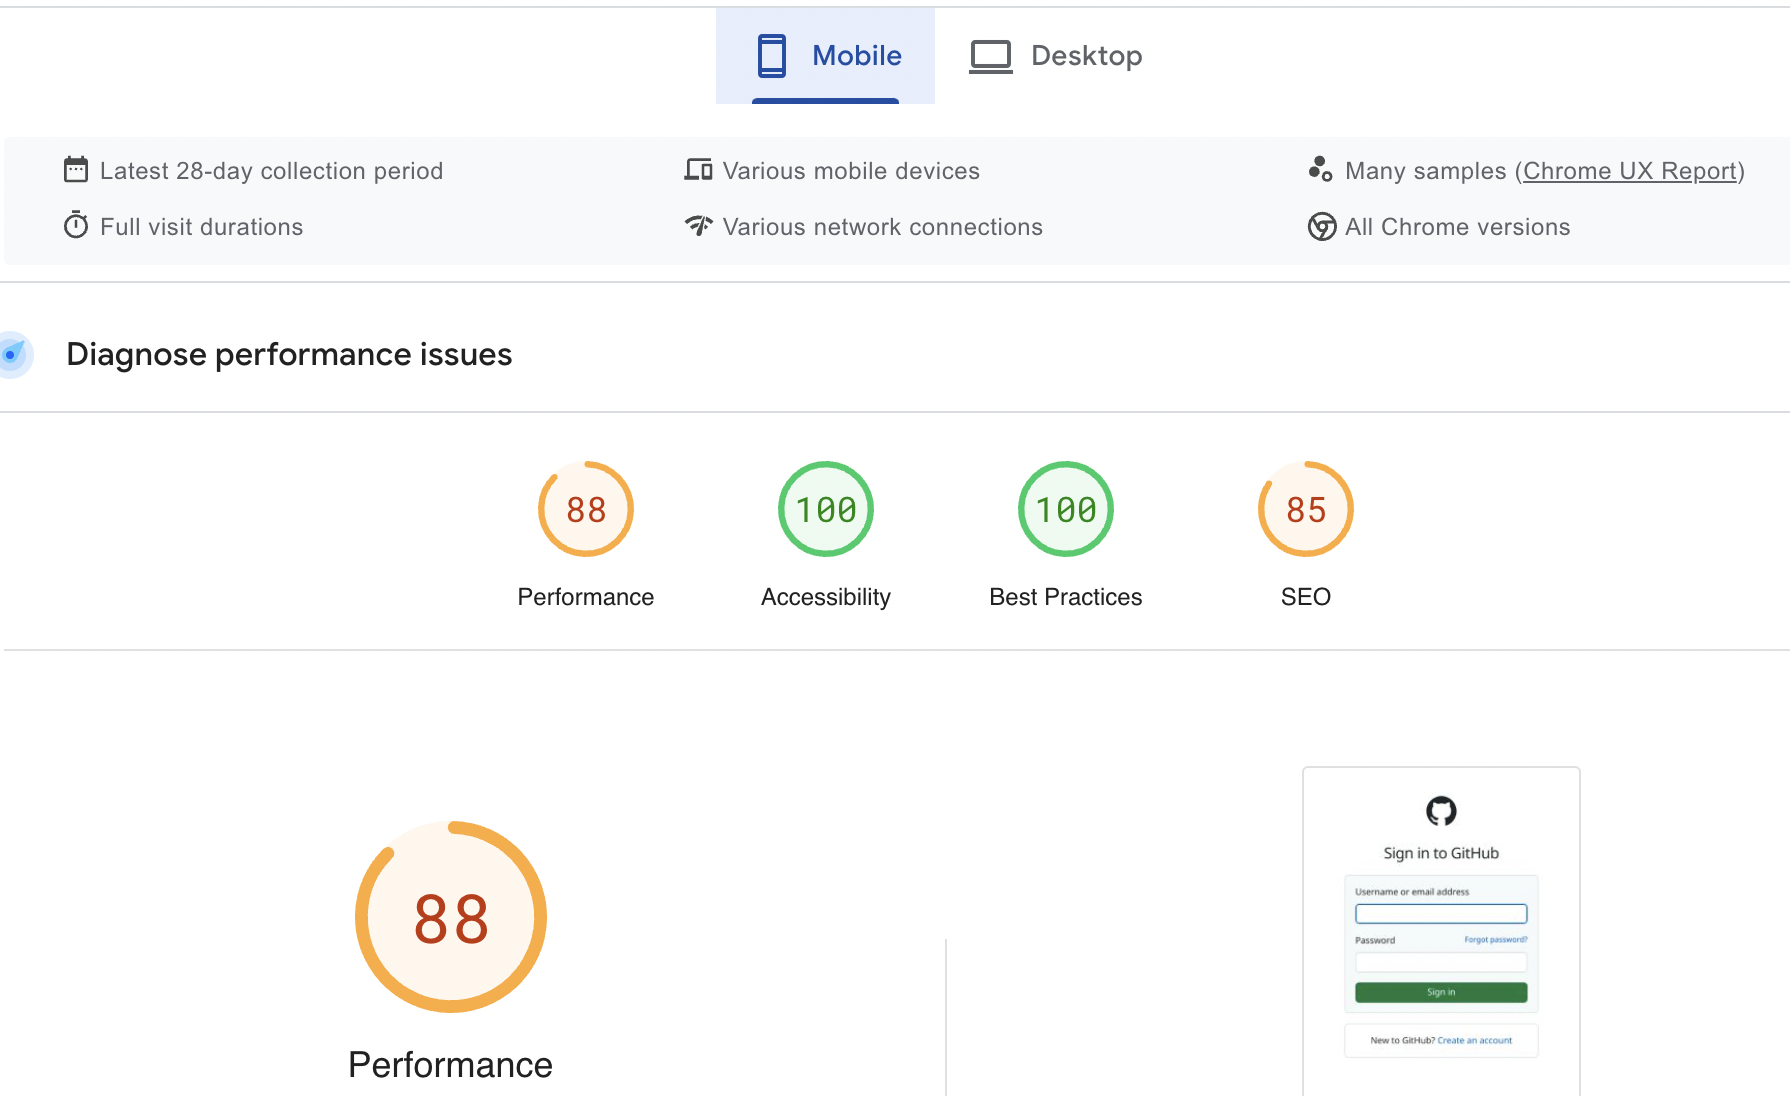 Mobile
Desktop
Latest 28-day collection period
Various mobile devices
Many samples (Chrome UX Report)
Full visit durations
Various network connections
All Chrome versions
Diagnose performance issues
88
100
100
85
Performance
Accessibility
Best Practices
SEO
88
Performance
Sign in to GitHub
Username or email address
Password
Forgot password?
Sign in
New to GitHub? Create an account